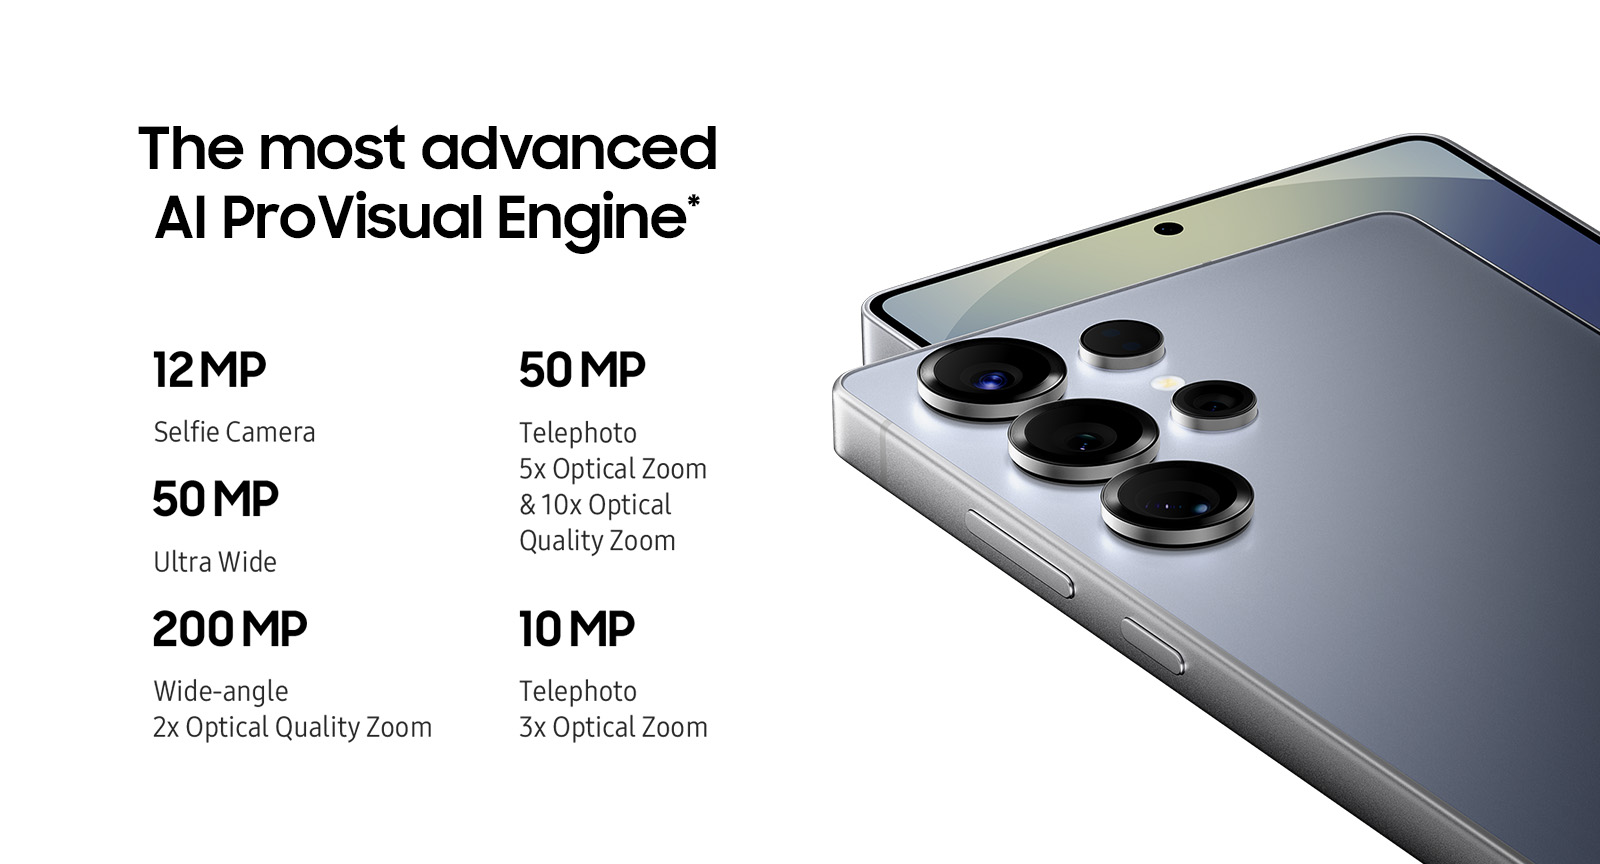 The most advanced
AI ProVisual Engine*
12 MP
Selfie Camera
50 MP
Ultra Wide
200 MP
Wide-angle
2x Optical Quality Zoom
50 MP
Telephoto
5x Optical Zoom
& 10x Optical
Quality Zoom
10 MP
Telephoto
3x Optical Zoom